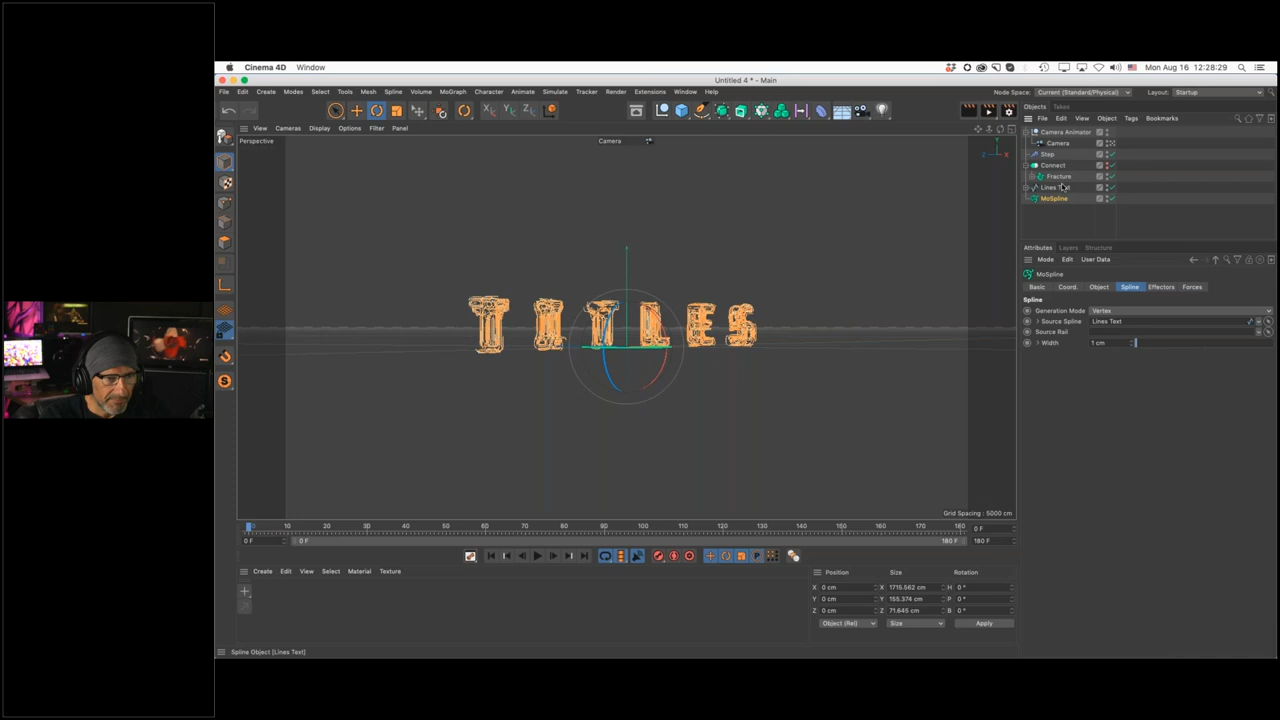 Cinema 4D Window
Mon Aug 16 12:28:29
Untitled 4 * - Main
File Edit Create Modes Select Tools Mesh Spline Volume MoGraph Character Animate Simulate Tracker Render Extensions Window Help
Node Space: Current (Standard/Physical) Layout: Startup
Objects Takes
X Y Z
File Edit View Object Tags Bookmarks
View Cameras Display Options Filter Panel
Perspective
Camera
Y
Z X
Camera Animator
Camera
Step
Connect
Fracture
Lines Text
MoSpline
Attributes Layers Structure
Mode Edit User Data
MoSpline
Basic Coord. Object Spline Effectors Forces
Spline
Generation Mode Vertex
Source Spline Lines Text
Source Rail
Width 1 cm
Grid Spacing : 5000 cm
0 10 20 30 40 50 60 70 80 90 100 110 120 130 140 150 160 170 180 0 F
0 F 0 F 180 F 180 F
P
Create Edit View Select Material Texture
Position Size Rotation
X 0 cm X 1715.562 cm H 0 °
Y 0 cm Y 155.374 cm P 0 °
Z 0 cm Z 71.645 cm B 0 °
Object (Rel) Size Apply
Spline Object [Lines Text]